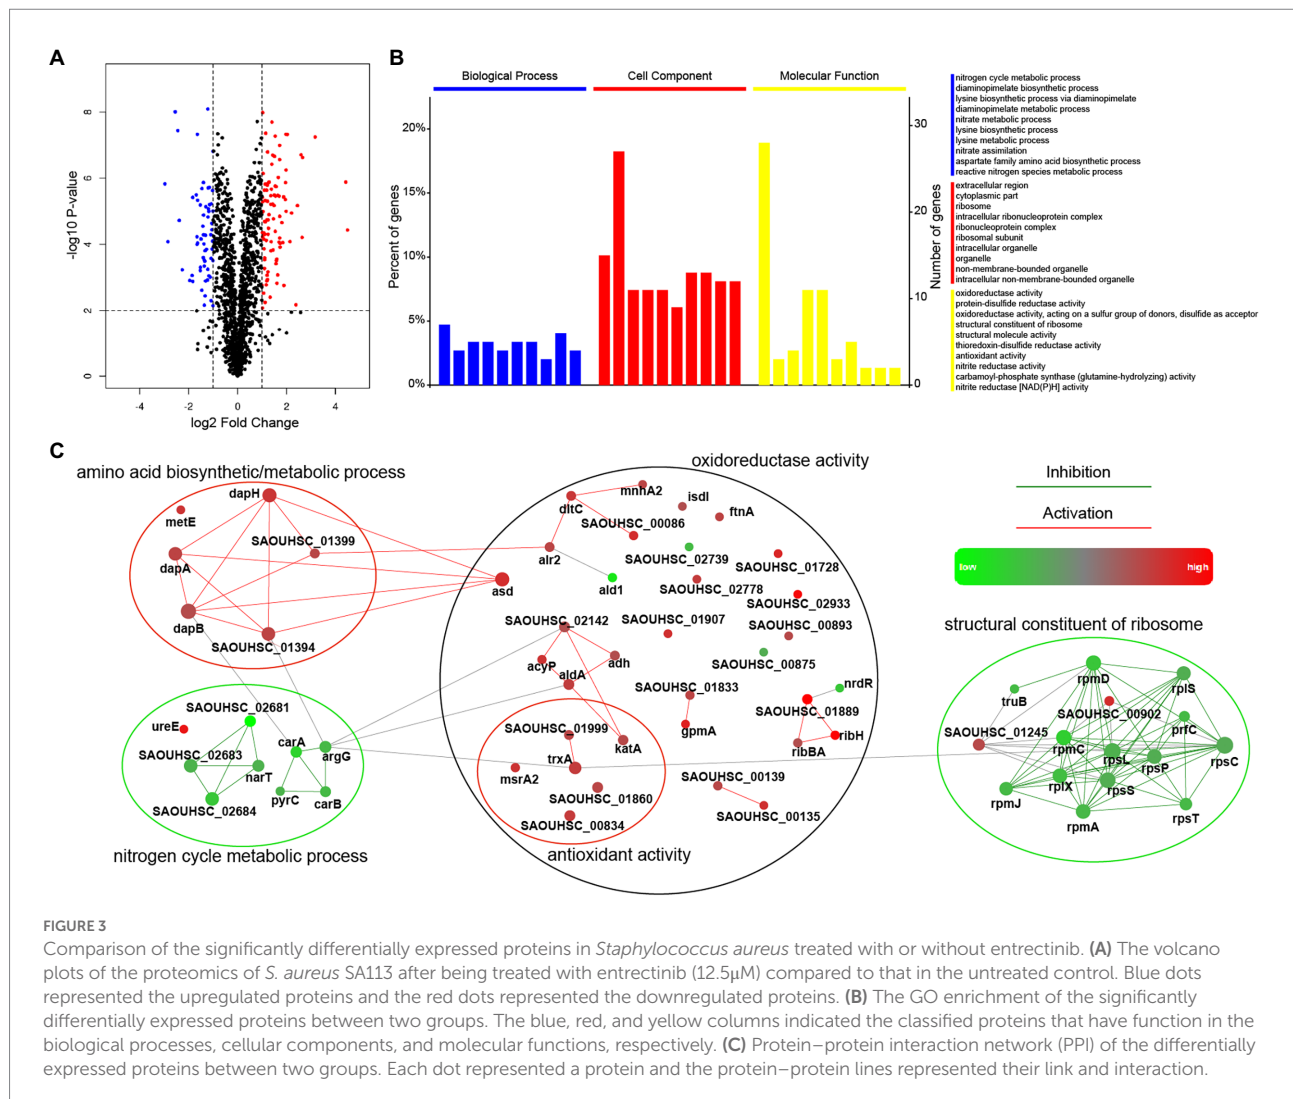 A
-log10 P-value
8
6
4
2
0
-4
-2
0
2
4
log2 Fold Change
B
Biological Process
Cell Component
Molecular Function
Percent of genes
20%
15%
10%
5%
0%
30
20
10
0
Number of genes
nitrogen cycle metabolic process
diaminopimelate biosynthetic process
lysine biosynthetic process via diaminopimelate
diaminopimelate metabolic process
nitrate metabolic process
lysine biosynthetic process
lysine metabolic process
nitrate assimilation
aspartate family amino acid biosynthetic process
reactive nitrogen species metabolic process
extracellular region
cytoplasmic part
ribosome
intracellular ribonucleoprotein complex
ribonucleoprotein complex
ribosomal subunit
intracellular organelle
organelle
non-membrane-bounded organelle
intracellular non-membrane-bounded organelle
oxidoreductase activity
protein-disulfide reductase activity
oxidoreductase activity, acting on a sulfur group of donors, disulfide as acceptor
structural constituent of ribosome
structural molecule activity
thioredoxin-disulfide reductase activity
antioxidant activity
nitrite reductase activity
carbamoyl-phosphate synthase (glutamine-hydrolyzing) activity
nitrite reductase [NAD(P)H] activity
C
amino acid biosynthetic/metabolic process
dapH
metE
SAOUHSC_01399
dapA
dapB
SAOUHSC_01394
asd
SAOUHSC_02681
ureE
carA
argG
SAOUHSC_02683
narT
pyrC
carB
SAOUHSC_02684
nitrogen cycle metabolic process
oxidoreductase activity
mnhA2
dltC
isdI
ftnA
SAOUHSC_00086
alr2
SAOUHSC_02739
SAOUHSC_01728
ald1
SAOUHSC_02778
SAOUHSC_02933
SAOUHSC_02142
SAOUHSC_01907
SAOUHSC_00893
acyP
adh
aldA
SAOUHSC_00875
SAOUHSC_01833
nrdR
SAOUHSC_01889
SAOUHSC_01999
katA
gpmA
ribH
ribBA
trxA
msrA2
SAOUHSC_01860
SAOUHSC_00139
SAOUHSC_00834
SAOUHSC_00135
antioxidant activity
Inhibition
Activation
low
high
structural constituent of ribosome
rpmD
rplS
truB
SAOUHSC_00902
SAOUHSC_01245
prfC
rpmC
rpsL
rpsP
rpsC
rplX
rpsS
rpmJ
rpmA
rpsT
FIGURE 3
Comparison of the significantly differentially expressed proteins in Staphylococcus aureus treated with or without entrectinib. (A) The volcano
plots of the proteomics of S. aureus SA113 after being treated with entrectinib (12.5μM) compared to that in the untreated control. Blue dots
represented the upregulated proteins and the red dots represented the downregulated proteins. (B) The GO enrichment of the significantly
differentially expressed proteins between two groups. The blue, red, and yellow columns indicated the classified proteins that have function in the
biological processes, cellular components, and molecular functions, respectively. (C) Protein–protein interaction network (PPI) of the differentially
expressed proteins between two groups. Each dot represented a protein and the protein–protein lines represented their link and interaction.